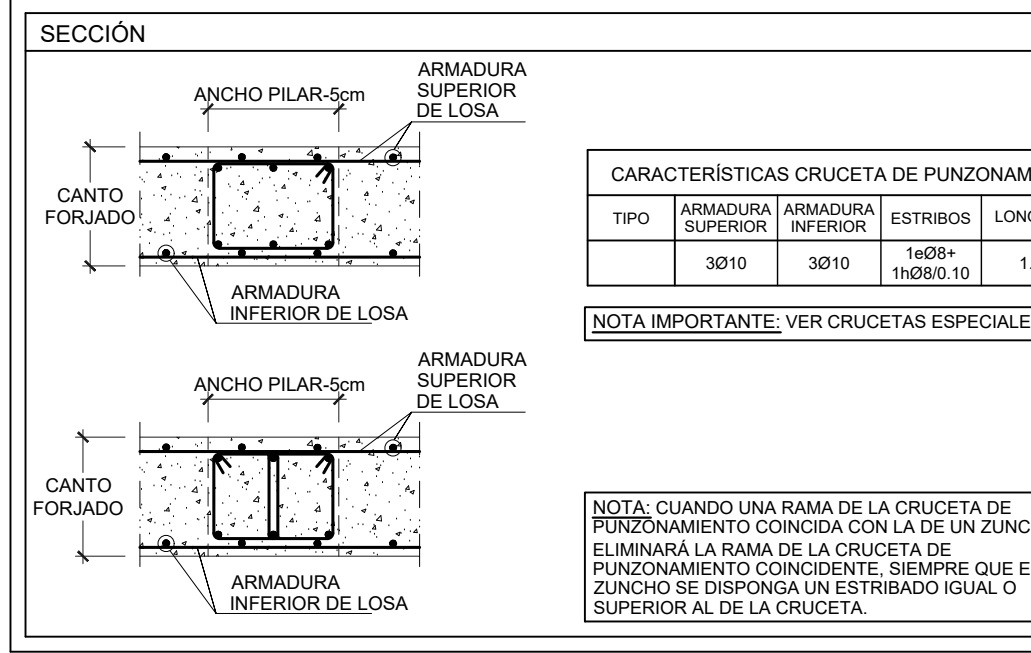 SECCIÓN
ARMADURA
SUPERIOR
DE LOSA
ANCHO PILAR-5cm
CANTO
FORJADO
ARMADURA
INFERIOR DE LOSA
ARMADURA
SUPERIOR
DE LOSA
ANCHO PILAR-5cm
CANTO
FORJADO
ARMADURA
INFERIOR DE LOSA
CARACTERÍSTICAS CRUCETA DE PUNZONAM
TIPO ARMADURA SUPERIOR ARMADURA INFERIOR ESTRIBOS LONG
3Ø10 3Ø10 1eØ8+ 1hØ8/0.10 1.
NOTA IMPORTANTE: VER CRUCETAS ESPECIALE
NOTA: CUANDO UNA RAMA DE LA CRUCETA DE
PUNZONAMIENTO COINCIDA CON LA DE UN ZUNC
ELIMINARÁ LA RAMA DE LA CRUCETA DE
PUNZONAMIENTO COINCIDENTE, SIEMPRE QUE E
ZUNCHO SE DISPONGA UN ESTRIBADO IGUAL O
SUPERIOR AL DE LA CRUCETA.